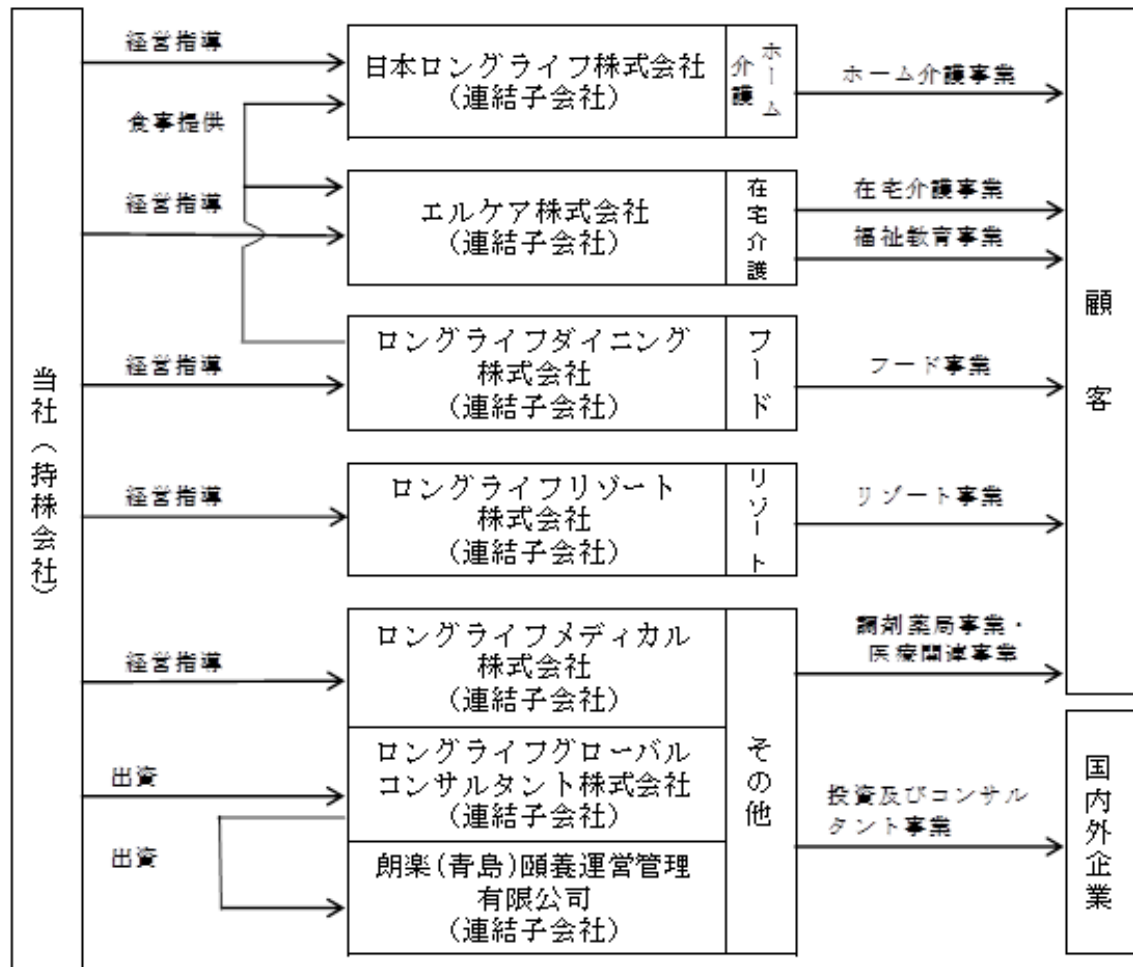 当社（持株会社）
経営指導
日本ロングライフ株式会社
（連結子会社）
ホーム
介護
ホーム介護事業
食事提供
経営指導
エルケア株式会社
（連結子会社）
在宅介護
在宅介護事業
福祉教育事業
経営指導
ロングライフダイニング
株式会社
（連結子会社）
フード
フード事業
経営指導
ロングライフリゾート
株式会社
（連結子会社）
リゾート
リゾート事業
経営指導
ロングライフメディカル
株式会社
（連結子会社）
調剤薬局事業・
医療関連事業
顧客
出資
ロングライフグローバル
コンサルタント株式会社
（連結子会社）
その他
投資及びコンサル
タント事業
出資
朗楽(青島)頤養運営管理
有限公司
（連結子会社）
国内外企業